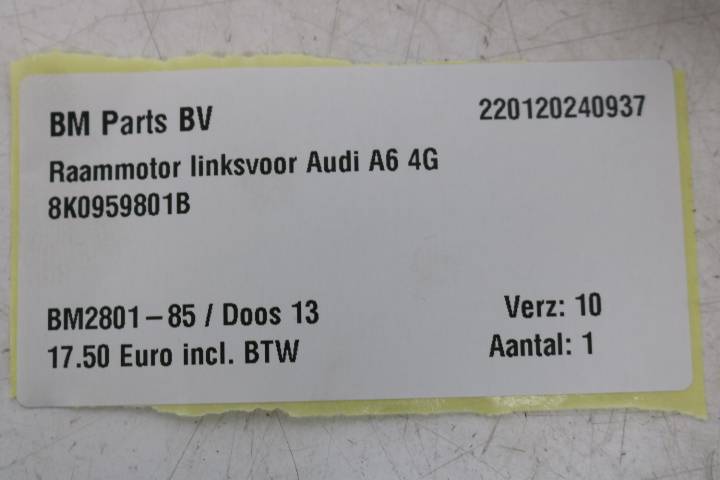 BM Parts BV
220120240937
Raammotor linksvoor Audi A6 4G
8K0959801B
BM2801-85 / Doos 13
Verz: 10
17.50 Euro incl. BTW
Aantal: 1